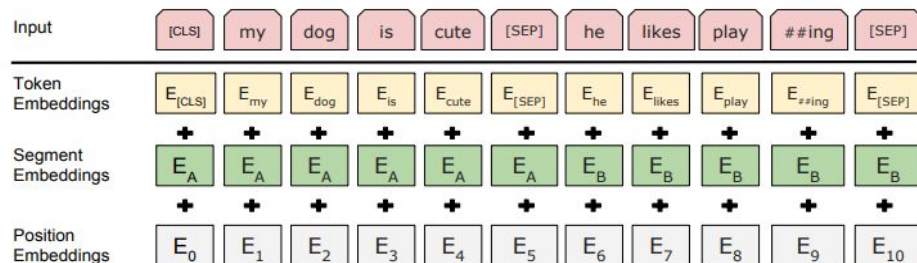 Input [CLS] my dog is cute [SEP] he likes play ##ing [SEP]
Token
Embeddings E[CLS] Emy Edog Eis Ecute E[SEP] Ehe Elikes Eplay E##ing E[SEP]
+ + + + + + + + + + +
Segment
Embeddings EA EA EA EA EA EA EB EB EB EB EB
+ + + + + + + + + + +
Position
Embeddings E0 E1 E2 E3 E4 E5 E6 E7 E8 E9 E10